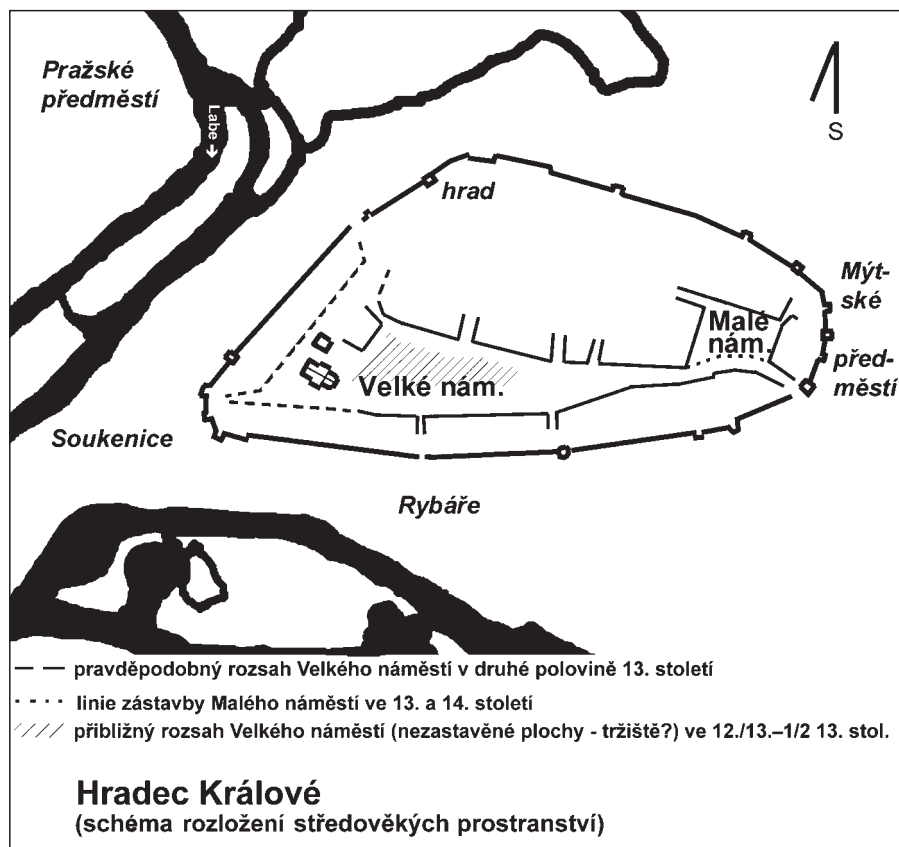 Pražské
předměstí
Labe
S
hrad
Mýt-
ské
před-
městí
Malé
nám.
Velké nám.
Soukenice
Rybáře
pravděpodobný rozsah Velkého náměstí v druhé polovině 13. století
linie zástavby Malého náměstí ve 13. a 14. století
přibližný rozsah Velkého náměstí (nezastavěné plochy - tržiště?) ve 12./13.–1/2 13. stol.
Hradec Králové
(schéma rozložení středověkých prostranství)